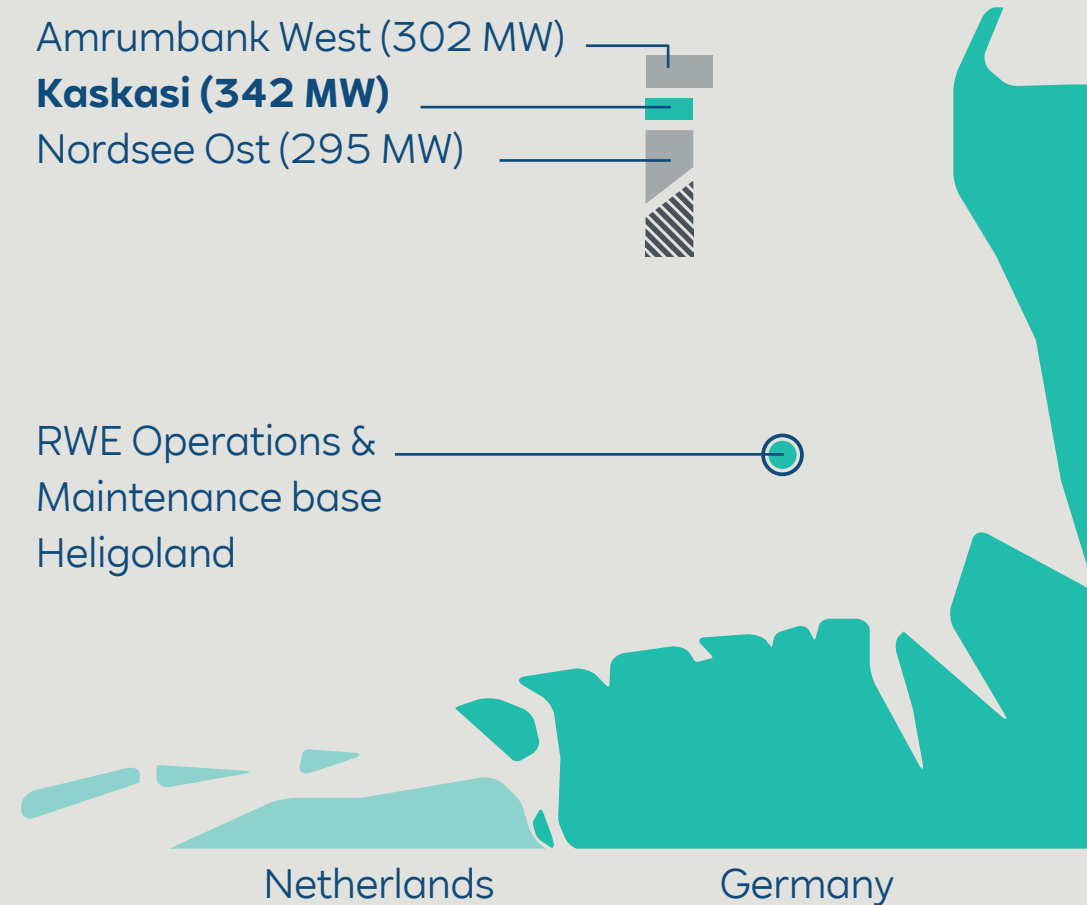 Amrumbank West (302 MW)
Kaskasi (342 MW)
Nordsee Ost (295 MW)
RWE Operations &
Maintenance base
Heligoland
Netherlands
Germany